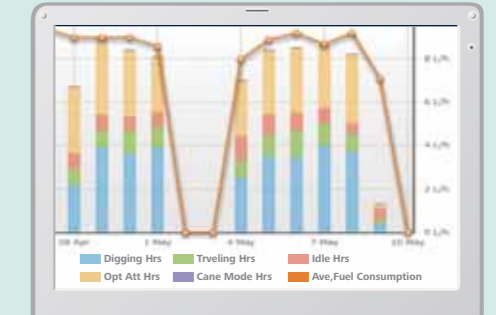 8 L/h
6 L/h
4 L/h
2 L/h
0 L/h
28 Apr 1 May 4 May 7 May 10 May
Digging Hrs Trveling Hrs Idle Hrs
Opt Att Hrs Cane Mode Hrs Ave,Fuel Consumption